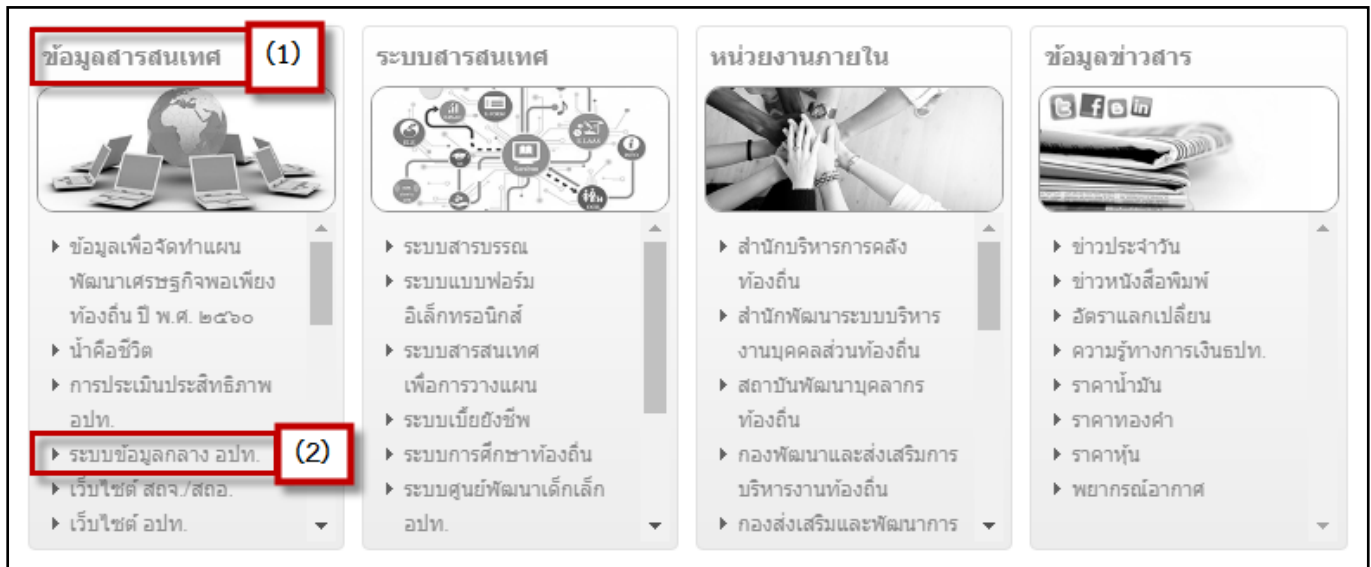 ข้อมูลสารสนเทศ
(1)
ข้อมูลเพื่อจัดทำแผน
พัฒนาเศรษฐกิจพอเพียง
ท้องถิ่น ปี พ.ศ. ๒๕๖๐
น้ำคือชีวิต
การประเมินประสิทธิภาพ
อปท.
ระบบข้อมูลกลาง อปท.
(2)
เว็บไซต์ สถจ./สถอ.
เว็บไซต์ อปท.
ระบบสารสนเทศ
ระบบสารบรรณ
ระบบแบบฟอร์ม
อิเล็กทรอนิกส์
ระบบสารสนเทศ
เพื่อการวางแผน
ระบบเบี้ยยังชีพ
ระบบการศึกษาท้องถิ่น
ระบบศูนย์พัฒนาเด็กเล็ก
อปท.
หน่วยงานภายใน
สำนักบริหารการคลัง
ท้องถิ่น
สำนักพัฒนาระบบบริหาร
งานบุคคลส่วนท้องถิ่น
สถาบันพัฒนาบุคลากร
ท้องถิ่น
กองพัฒนาและส่งเสริมการ
บริหารงานท้องถิ่น
กองส่งเสริมและพัฒนาการ
ข้อมูลข่าวสาร
ข่าวประจำวัน
ข่าวหนังสือพิมพ์
อัตราแลกเปลี่ยน
ความรู้ทางการเงินธปท.
ราคาน้ำมัน
ราคาทองคำ
ราคาหุ้น
พยากรณ์อากาศ